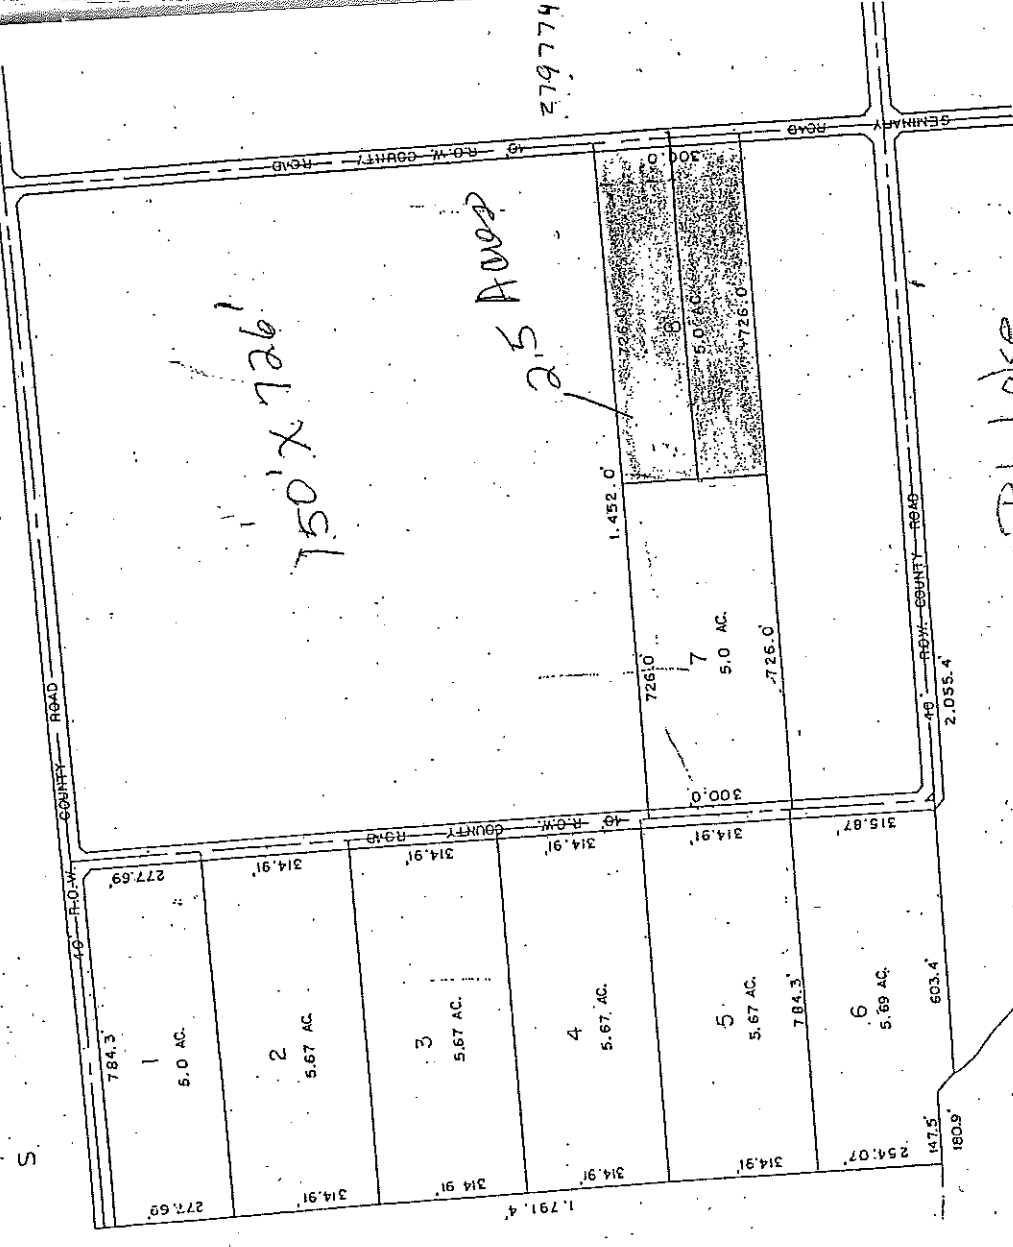 279774
SEMINARY ROAD
40' R.O.W. COUNTY ROAD
2.5 Acres
150' X 726'
300.0
726.0'
8
5.0 AC.
726.0'
1,452.0'
726.0'
7
5.0 AC.
726.0'
300.0
COUNTY ROAD
40' R.O.W.
40' R.O.W. COUNTY ROAD
2,055.4'
40' R.O.W. COUNTY ROAD
277.69'
314.91'
314.91'
314.91'
314.91'
315.87'
784.3'
1
5.0 AC.
2
5.67 AC.
3
5.67 AC.
4
5.67 AC.
5
5.67 AC.
784.3'
6
5.69 AC.
603.4'
277.69'
314.91'
314.91
314.91'
314.91'
254.07'
147.5'
180.9'
1,791.4'
S